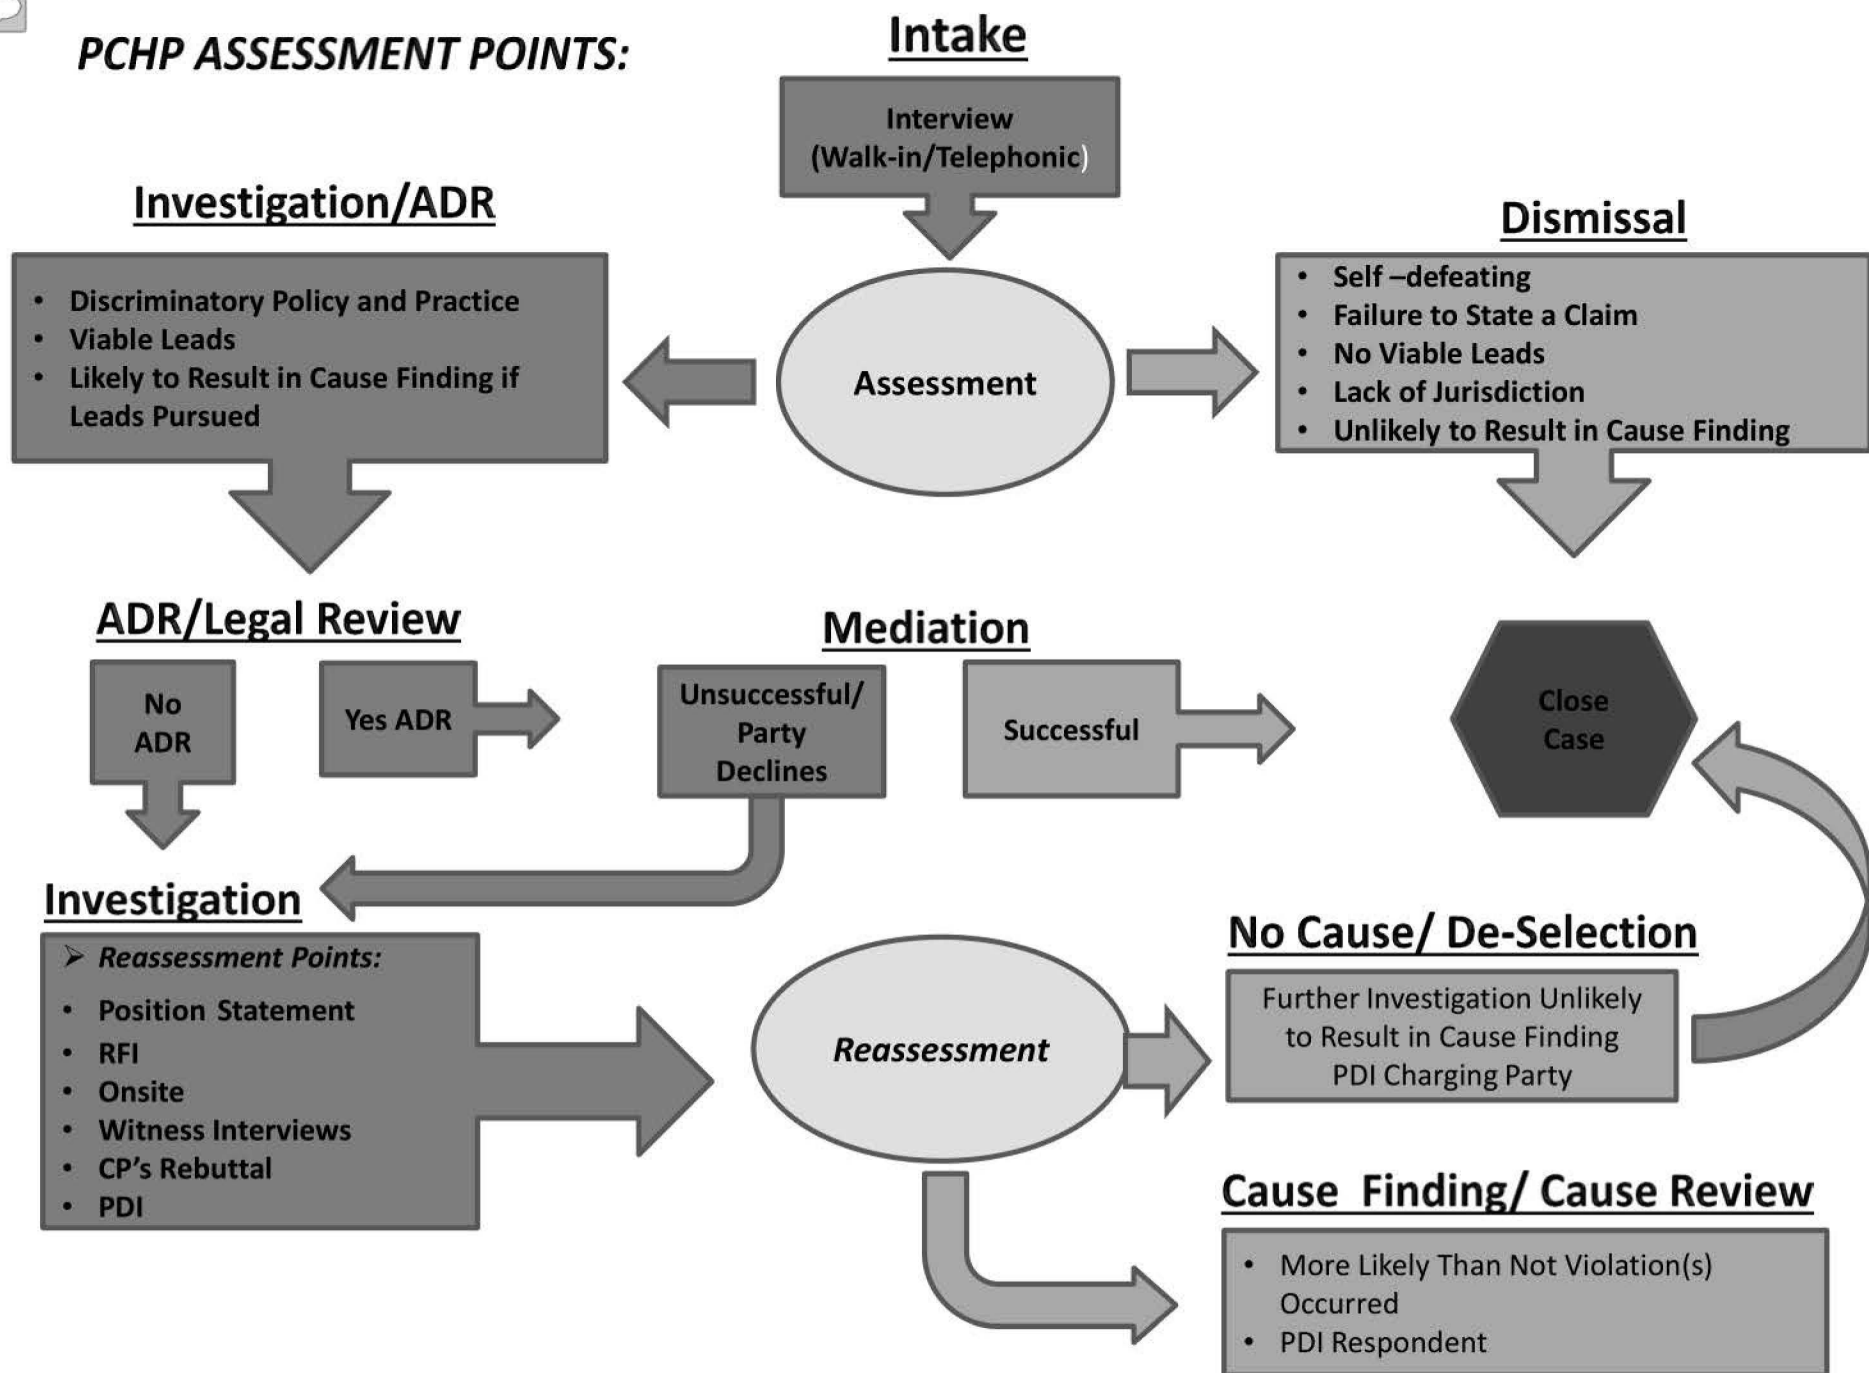 PCHP ASSESSMENT POINTS:
Intake
Interview
(Walk-in/Telephonic)
Investigation/ADR
• Discriminatory Policy and Practice
• Viable Leads
• Likely to Result in Cause Finding if
Leads Pursued
Assessment
Dismissal
• Self –defeating
• Failure to State a Claim
• No Viable Leads
• Lack of Jurisdiction
• Unlikely to Result in Cause Finding
ADR/Legal Review
No
ADR
Yes ADR
Mediation
Unsuccessful/
Party
Declines
Successful
Close
Case
Investigation
➢ Reassessment Points:
• Position Statement
• RFI
• Onsite
• Witness Interviews
• CP's Rebuttal
• PDI
Reassessment
No Cause/ De-Selection
Further Investigation Unlikely
to Result in Cause Finding
PDI Charging Party
Cause Finding/ Cause Review
• More Likely Than Not Violation(s)
Occurred
• PDI Respondent